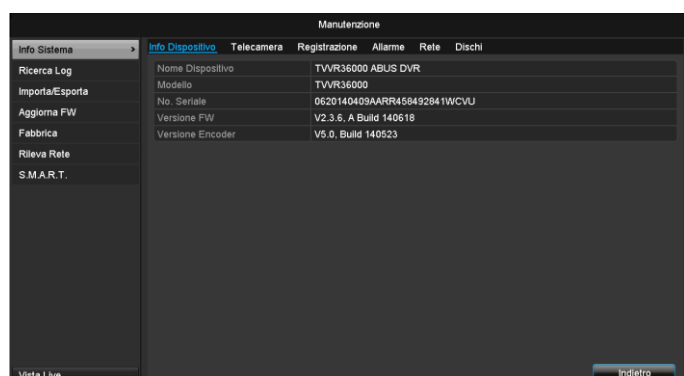 Manutenzione
Info Sistema >
Info Dispositivo Telecamera Registrazione Allarme Rete Dischi
Ricerca Log
Importa/Esporta
Aggiorna FW
Fabbrica
Rileva Rete
S.M.A.R.T.
Nome Dispositivo TVVR36000 ABUS DVR
Modello TVVR36000
No. Seriale 0620140409AARR458492841WCVU
Versione FW V2.3.6, A Build 140618
Versione Encoder V5.0, Build 140523
Vista Live
Indietro